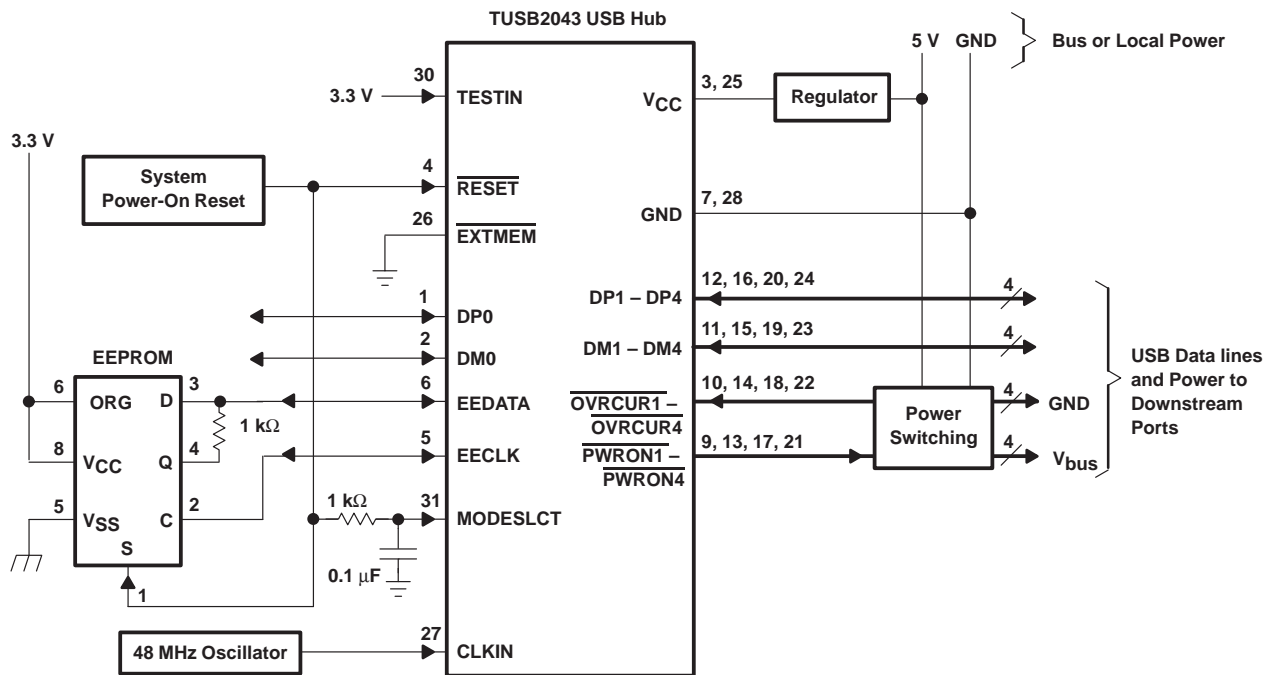 TUSB2043 USB Hub
5 V GND
Bus or Local Power
30
3.3 V
TESTIN
3, 25
VCC
Regulator
3.3 V
System
Power-On Reset
4
RESET
7, 28
GND
26
EXTMEM
12, 16, 20, 24
DP1 – DP4
4
1
DP0
11, 15, 19, 23
DM1 – DM4
4
2
DM0
USB Data lines
and Power to
Downstream
Ports
EEPROM
6
ORG
D
3
6
EEDATA
10, 14, 18, 22
OVRCUR1 –
OVRCUR4
Power
Switching
4
GND
1 kΩ
4
Q
8
VCC
5
EECLK
9, 13, 17, 21
PWRON1 –
PWRON4
4
Vbus
5
VSS
C
2
S
1
1 kΩ
31
MODESLCT
0.1 μF
27
48 MHz Oscillator
CLKIN